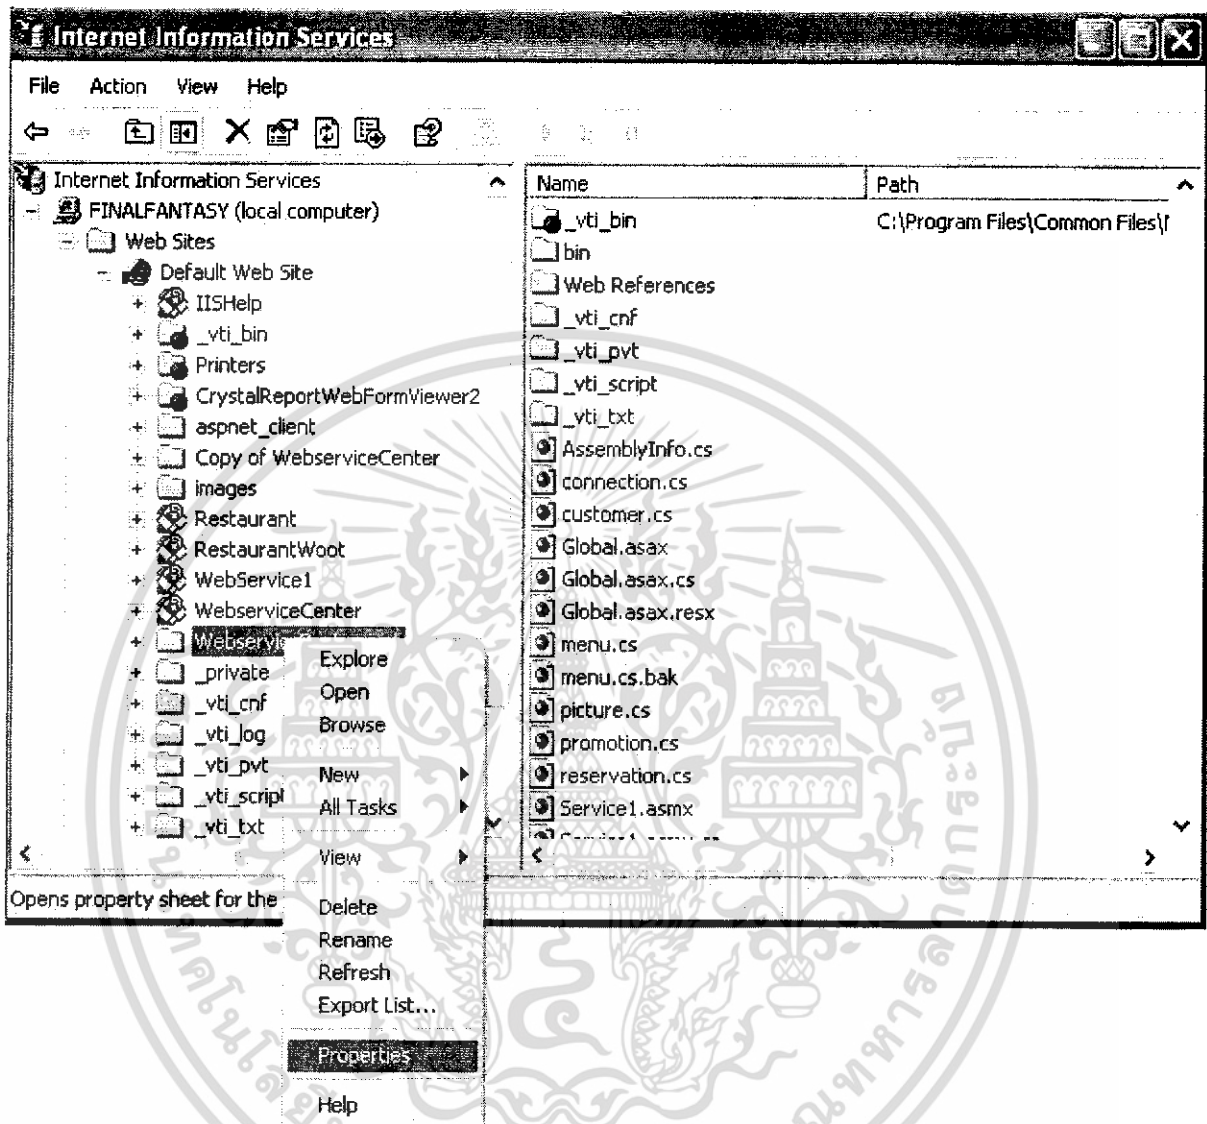 Internet Information Services
File Action View Help
Internet Information Services
FINALFANTASY (local computer)
Web Sites
Default Web Site
IISHelp
_vti_bin
Printers
CrystalReportWebFormViewer2
aspnet_client
Copy of WebserviceCenter
images
Restaurant
RestaurantWoot
WebService1
WebserviceCenter
_private
_vti_cnf
_vti_log
_vti_pvt
_vti_script
_vti_txt
Opens property sheet for the
Explore
Open
Browse
New
All Tasks
View
Delete
Rename
Refresh
Export List...
Properties
Help
Name Path
_vti_bin C:\Program Files\Common Files\
bin
Web References
_vti_cnf
_vti_pvt
_vti_script
_vti_txt
AssemblyInfo.cs
connection.cs
customer.cs
Global.asax
Global.asax.cs
Global.asax.resx
menu.cs
menu.cs.bak
picture.cs
promotion.cs
reservation.cs
Service1.asmx